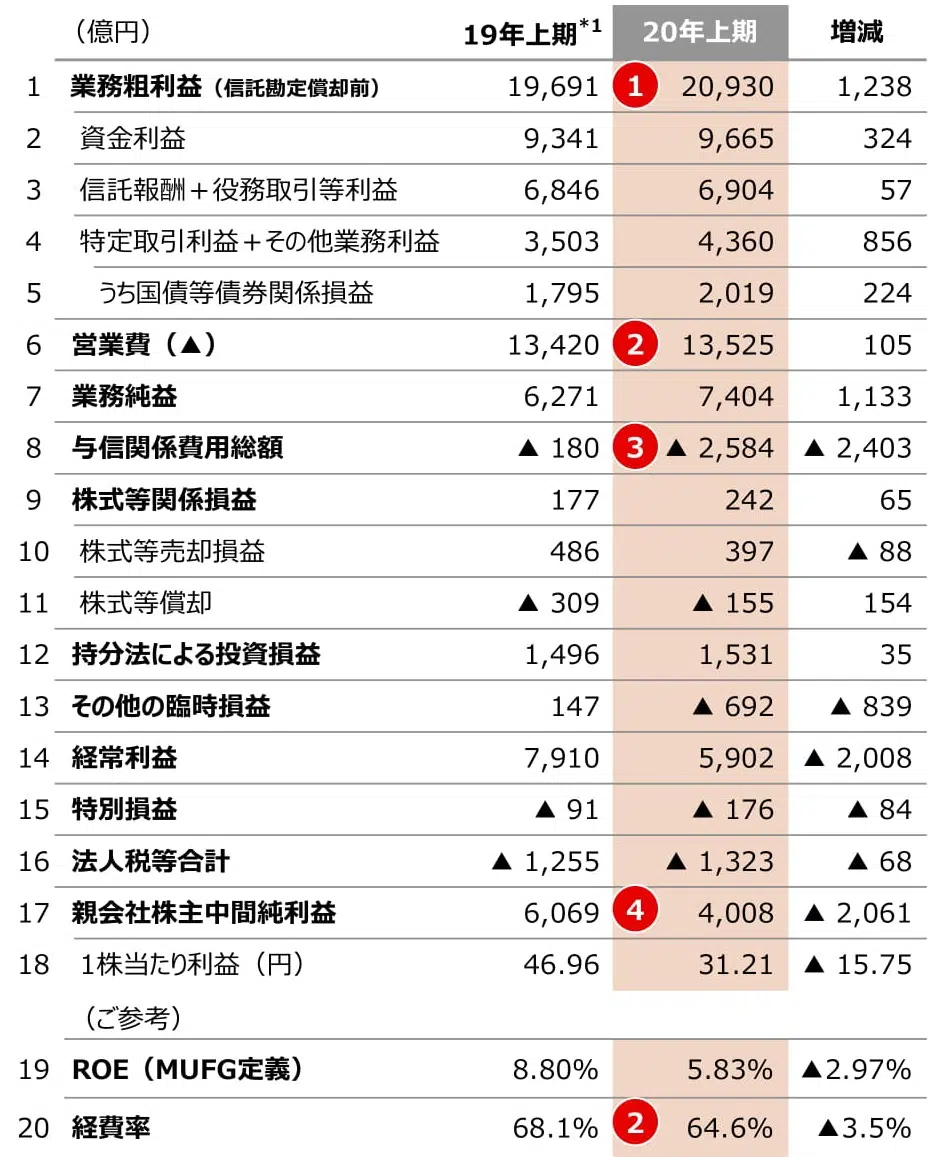 （億円） 19年上期*1 20年上期 増減
1 業務粗利益（信託勘定償却前） 19,691 1 20,930 1,238
2 資金利益 9,341 9,665 324
3 信託報酬＋役務取引等利益 6,846 6,904 57
4 特定取引利益＋その他業務利益 3,503 4,360 856
5 うち国債等債券関係損益 1,795 2,019 224
6 営業費（▲） 13,420 2 13,525 105
7 業務純益 6,271 7,404 1,133
8 与信関係費用総額 ▲ 180 3 ▲ 2,584 ▲ 2,403
9 株式等関係損益 177 242 65
10 株式等売却損益 486 397 ▲ 88
11 株式等償却 ▲ 309 ▲ 155 154
12 持分法による投資損益 1,496 1,531 35
13 その他の臨時損益 147 ▲ 692 ▲ 839
14 経常利益 7,910 5,902 ▲ 2,008
15 特別損益 ▲ 91 ▲ 176 ▲ 84
16 法人税等合計 ▲ 1,255 ▲ 1,323 ▲ 68
17 親会社株主中間純利益 6,069 4 4,008 ▲ 2,061
18 1株当たり利益（円） 46.96 31.21 ▲ 15.75
（ご参考）
19 ROE（MUFG定義） 8.80% 5.83% ▲2.97%
20 経費率 68.1% 2 64.6% ▲3.5%